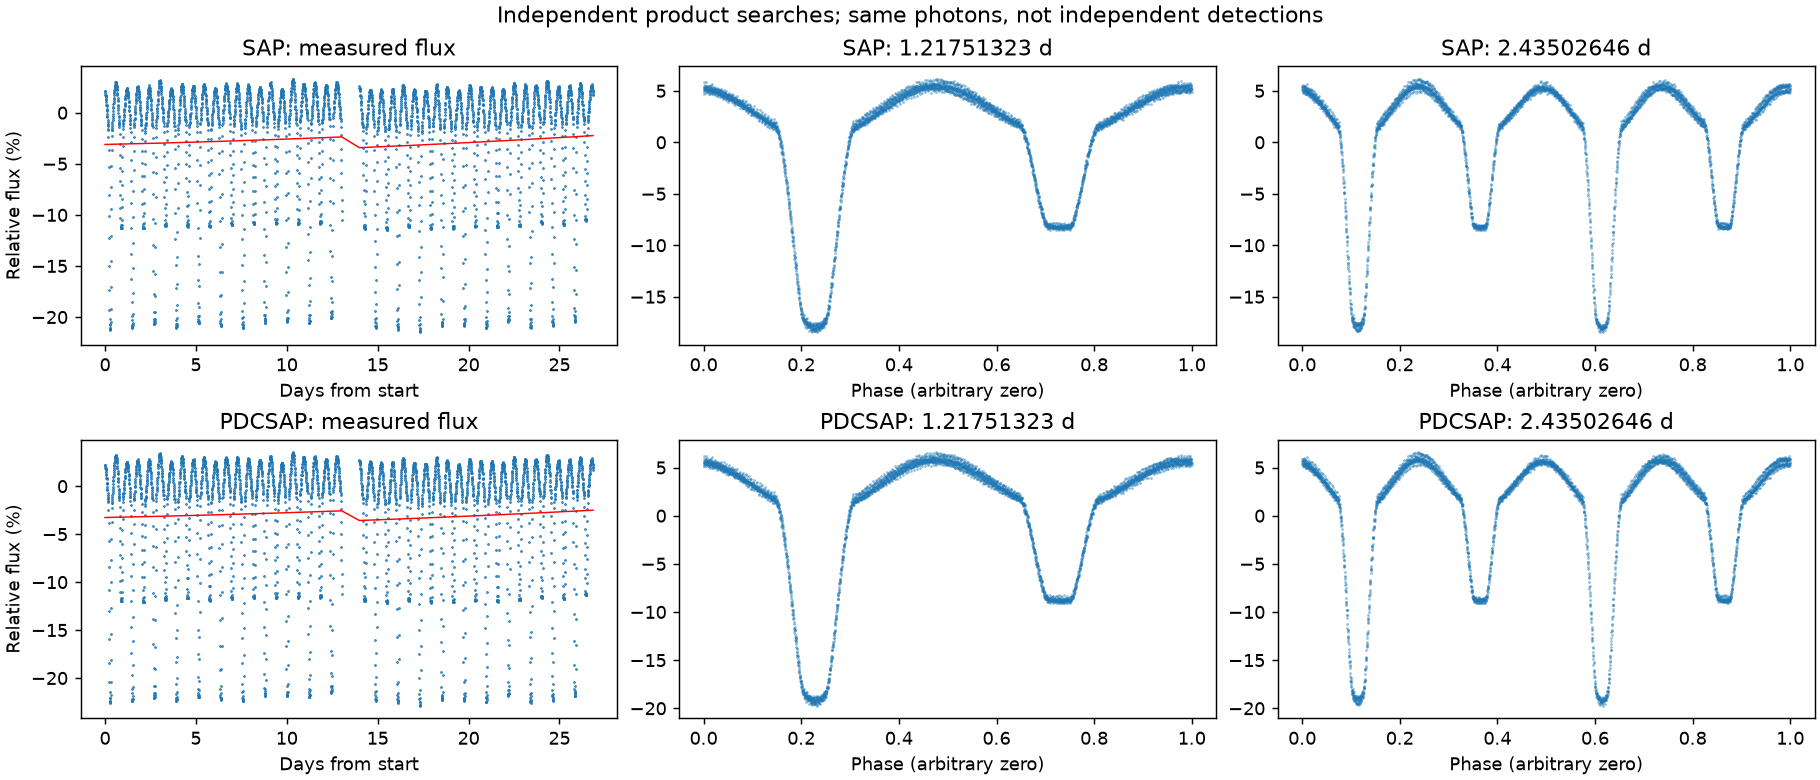 Independent product searches; same photons, not independent detections
SAP: measured flux
SAP: 1.21751323 d
SAP: 2.43502646 d
Relative flux (%)
0
−5
−10
−15
−20
5
0
−5
−10
−15
5
0
−5
−10
−15
0 5 10 15 20 25
0.0 0.2 0.4 0.6 0.8 1.0
0.0 0.2 0.4 0.6 0.8 1.0
Days from start
Phase (arbitrary zero)
Phase (arbitrary zero)
PDCSAP: measured flux
PDCSAP: 1.21751323 d
PDCSAP: 2.43502646 d
Relative flux (%)
0
−5
−10
−15
−20
5
0
−5
−10
−15
−20
5
0
−5
−10
−15
−20
0 5 10 15 20 25
0.0 0.2 0.4 0.6 0.8 1.0
0.0 0.2 0.4 0.6 0.8 1.0
Days from start
Phase (arbitrary zero)
Phase (arbitrary zero)